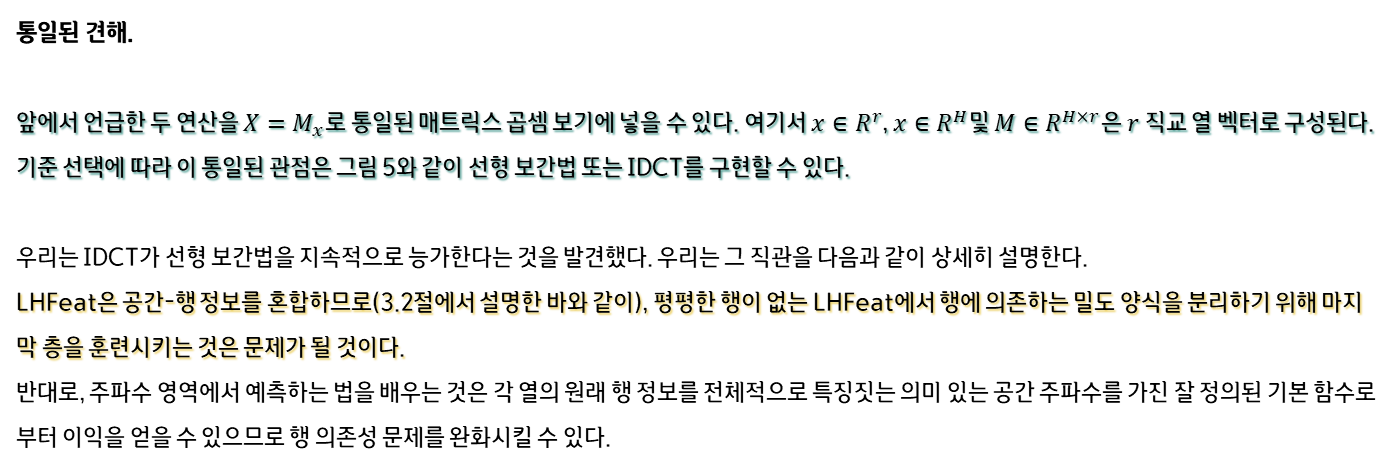 통일된 견해.
앞에서 언급한 두 연산을 𝑋 = 𝑀ₓ로 통일된 매트릭스 곱셈 보기에 넣을 수 있다. 여기서 𝑥 ∈ 𝑅^𝑟, 𝑥 ∈ 𝑅^𝐻및 𝑀 ∈ 𝑅^{𝐻×𝑟}은 𝑟 직교 열 벡터로 구성된다.
기준 선택에 따라 이 통일된 관점은 그림 5와 같이 선형 보간법 또는 IDCT를 구현할 수 있다.
우리는 IDCT가 선형 보간법을 지속적으로 능가한다는 것을 발견했다. 우리는 그 직관을 다음과 같이 상세히 설명한다.
LHFeat은 공간-행 정보를 혼합하므로(3.2절에서 설명한 바와 같이), 평평한 행이 없는 LHFeat에서 행에 의존하는 밀도 양식을 분리하기 위해 마지
막 층을 훈련시키는 것은 문제가 될 것이다.
반대로, 주파수 영역에서 예측하는 법을 배우는 것은 각 열의 원래 행 정보를 전체적으로 특징짓는 의미 있는 공간 주파수를 가진 잘 정의된 기본 함수로
부터 이익을 얻을 수 있으므로 행 의존성 문제를 완화시킬 수 있다.